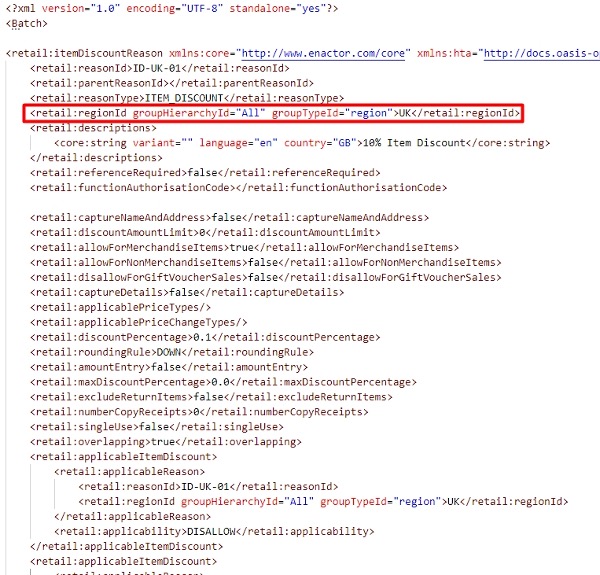 <?xml version="1.0" encoding="UTF-8" standalone="yes"?>
<Batch>
<retail:itemDiscountReason xmlns:core="http://www.enactor.com/core" xmlns:hta="http://docs.oasis-o
<retail:reasonId>ID-UK-01</retail:reasonId>
<retail:parentReasonId></retail:parentReasonId>
<retail:reasonType>ITEM_DISCOUNT</retail:reasonType>
<retail:regionId groupHierarchyId="All" groupTypeId="region">UK</retail:regionId>
<retail:descriptions>
<core:string variant="" language="en" country="GB">10% Item Discount</core:string>
</retail:descriptions>
<retail:referenceRequired>false</retail:referenceRequired>
<retail:functionAuthorisationCode></retail:functionAuthorisationCode>
<retail:captureNameAndAddress>false</retail:captureNameAndAddress>
<retail:discountAmountLimit>0</retail:discountAmountLimit>
<retail:allowForMerchandiseItems>true</retail:allowForMerchandiseItems>
<retail:allowForNonMerchandiseItems>false</retail:allowForNonMerchandiseItems>
<retail:disallowForGiftVoucherSales>false</retail:disallowForGiftVoucherSales>
<retail:captureDetails>false</retail:captureDetails>
<retail:applicablePriceTypes/>
<retail:applicablePriceChangeTypes/>
<retail:discountPercentage>0.1</retail:discountPercentage>
<retail:roundingRule>DOWN</retail:roundingRule>
<retail:amountEntry>false</retail:amountEntry>
<retail:maxDiscountPercentage>0.0</retail:maxDiscountPercentage>
<retail:excludeReturnItems>false</retail:excludeReturnItems>
<retail:numberCopyReceipts>0</retail:numberCopyReceipts>
<retail:singleUse>false</retail:singleUse>
<retail:overlapping>true</retail:overlapping>
<retail:applicableItemDiscount>
<retail:applicableReason>
<retail:reasonId>ID-UK-01</retail:reasonId>
<retail:regionId groupHierarchyId="All" groupTypeId="region">UK</retail:regionId>
</retail:applicableReason>
<retail:applicability>DISALLOW</retail:applicability>
</retail:applicableItemDiscount>
<retail:applicableItemDiscount>
<retail:applicableReason>